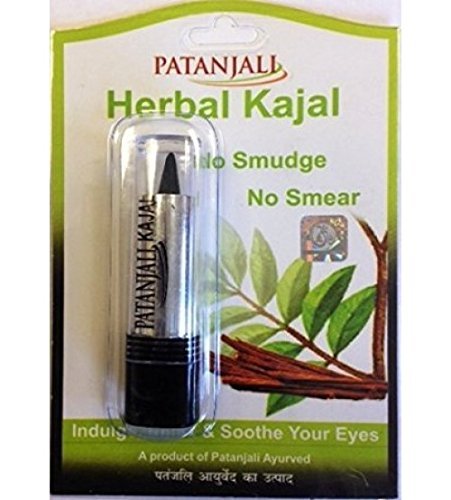 PATANJALI
Herbal Kajal
No Smudge
No Smear
PATANJALI KAJAL
& Soothe Your Eyes
A product of Patanjali Ayurved
पतंजलि आयुर्वेद का उत्पाद